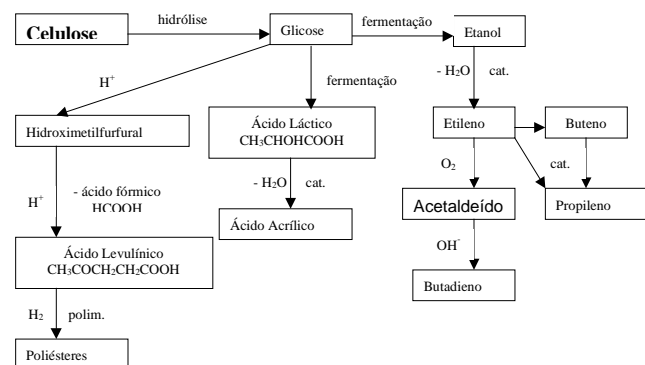 Celulose
hidrólise
Glicose
fermentação
Etanol
H⁺
fermentação
- H₂O cat.
Hidroximetilfurfural
Ácido Láctico
CH₃CHOHCOOH
Etileno
Buteno
O₂
cat.
H⁺
- ácido fórmico
HCOOH
- H₂O cat.
Acetaldeído
Propileno
Ácido Acrílico
OH⁻
Ácido Levulínico
CH₃COCH₂CH₂COOH
Butadieno
H₂ polim.
Poliésteres